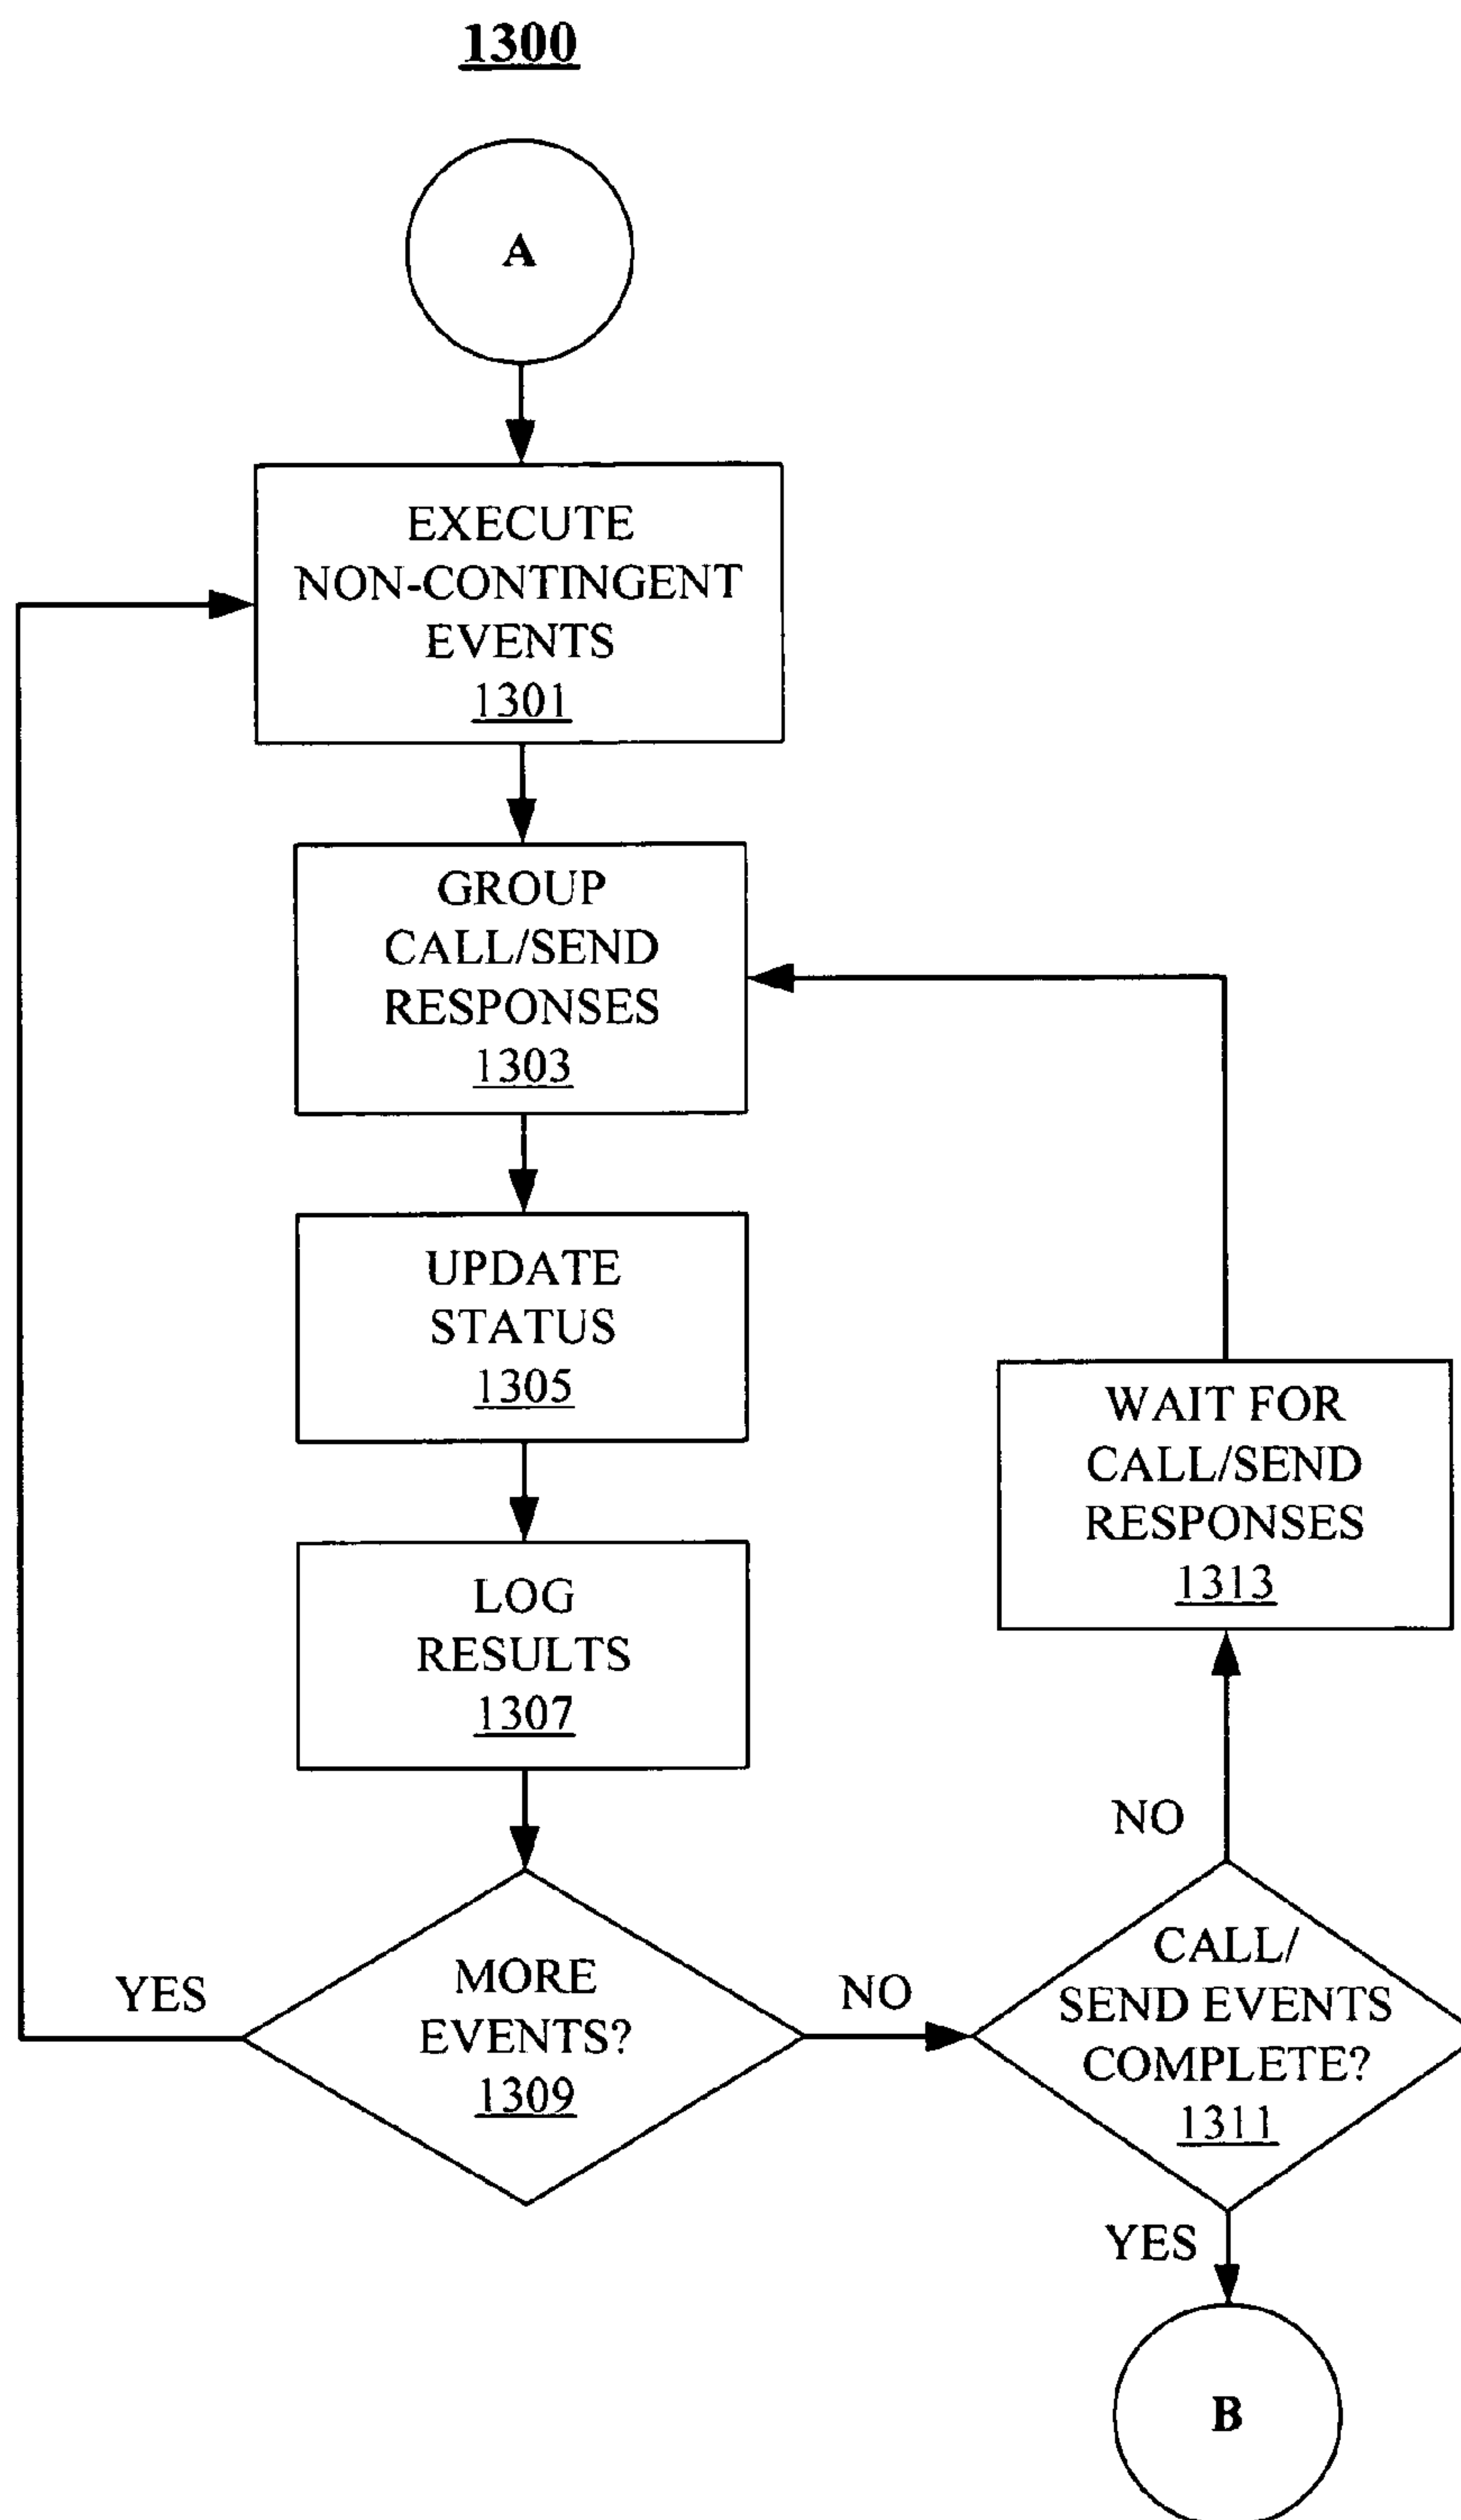 1300
A
EXECUTE
NON-CONTINGENT
EVENTS
1301
GROUP
CALL/SEND
RESPONSES
1303
UPDATE
STATUS
1305
LOG
RESULTS
1307
MORE
EVENTS?
1309
YES
NO
CALL/
SEND EVENTS
COMPLETE?
1311
NO
WAIT FOR
CALL/SEND
RESPONSES
1313
YES
B